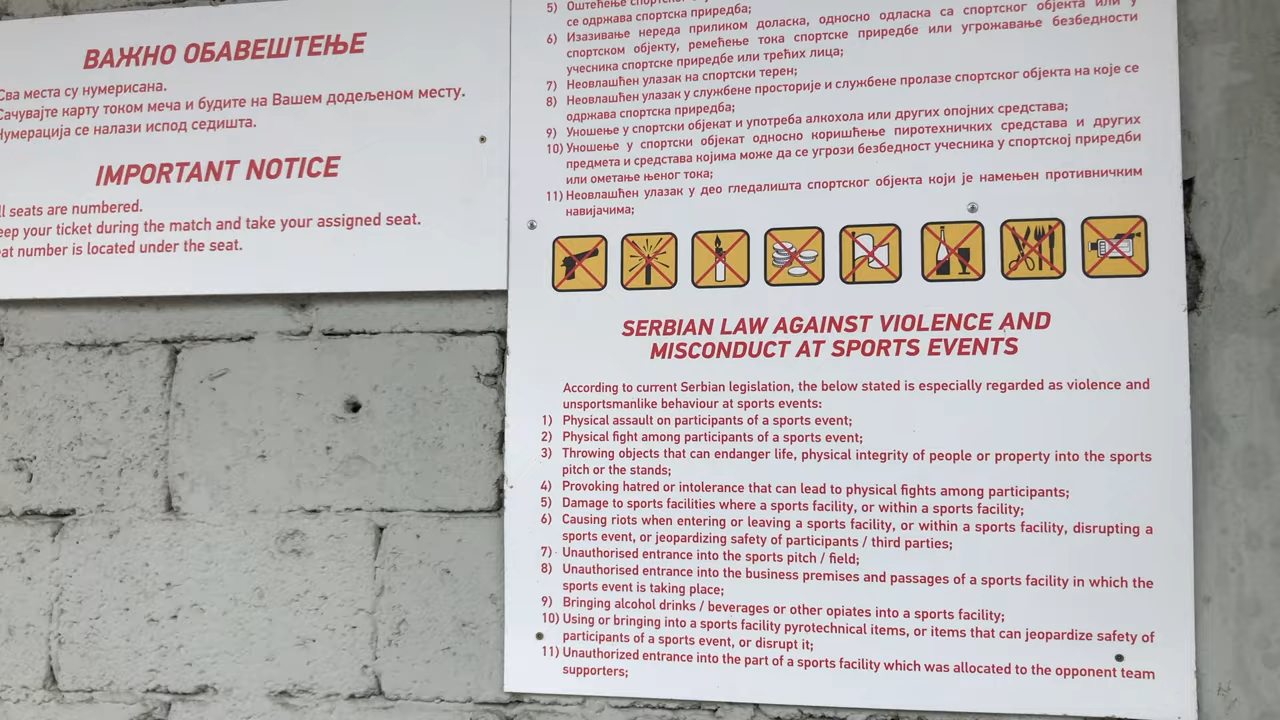 ВАЖНО ОБАВЕШТЕЊЕ
Сва места су нумерисана.
Сачувајте карту током меча и будите на Вашем додељеном месту.
Нумерација се налази испод седишта.
IMPORTANT NOTICE
ll seats are numbered.
eep your ticket during the match and take your assigned seat.
eat number is located under the seat.
5) Оштећење
се одржава спортска приредба;
6) Изазивање нереда приликом доласка, односно одласка са спортског објекта или у
спортском објекту, ремећење тока спортске приредбе или угрожавање безбедности
учесника спортске приредбе или трећих лица;
7) Неовлашћен улазак на спортски терен;
8) Неовлашћен улазак у службене просторије и службене пролазе спортског објекта на које се
одржава спортска приредба;
9) Уношење у спортски објекат и употреба алкохола или других опојних средстава;
10) Уношење у спортски објекат односно коришћење пиротехничких средстава и других
предмета и средстава којима може да се угрози безбедност учесника у спортској приредби
или ометање њеног тока;
11) Неовлашћен улазак у део гледалишта спортског објекта који је намењен противничким
навијачима;
SERBIAN LAW AGAINST VIOLENCE AND
MISCONDUCT AT SPORTS EVENTS
According to current Serbian legislation, the below stated is especially regarded as violence and
unsportsmanlike behaviour at sports events:
1) Physical assault on participants of a sports event;
2) Physical fight among participants of a sports event;
3) Throwing objects that can endanger life, physical integrity of people or property into the sports
pitch or the stands;
4) Provoking hatred or intolerance that can lead to physical fights among participants;
5) Damage to sports facilities where a sports facility, or within a sports facility;
6) Causing riots when entering or leaving a sports facility, or within a sports facility, disrupting a
sports event, or jeopardizing safety of participants / third parties;
7) Unauthorised entrance into the sports pitch / field;
8) Unauthorised entrance into the business premises and passages of a sports facility in which the
sports event is taking place;
9) Bringing alcohol drinks / beverages or other opiates into a sports facility;
10) Using or bringing into a sports facility pyrotechnical items, or items that can jeopardize safety of
participants of a sports event, or disrupt it;
11) Unauthorized entrance into the part of a sports facility which was allocated to the opponent team
supporters;